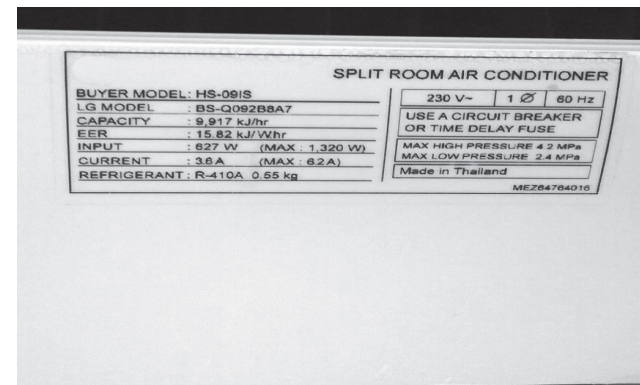 SPLIT ROOM AIR CONDITIONER
BUYER MODEL : HS-09IS
LG MODEL : BS-Q092B8A7
CAPACITY : 9,917 kJ/hr
EER : 15.82 kJ/Whr
INPUT : 627 W (MAX : 1,320 W)
CURRENT : 3.6 A (MAX : 6.2 A)
REFRIGERANT : R-410A 0.55 kg
230 V~ 1 Ø 60 Hz
USE A CIRCUIT BREAKER
OR TIME DELAY FUSE
MAX HIGH PRESSURE 4.2 MPa
MAX LOW PRESSURE 2.4 MPa
Made in Thailand
MEZ64764016